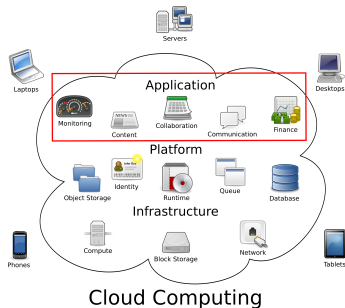 Servers
Laptops
Desktops
Application
Monitoring
Content
Collaboration
Communication
Finance
Platform
Object Storage
Identity
Runtime
Queue
Database
Infrastructure
Compute
Block Storage
Network
Phones
Tablets
Cloud Computing